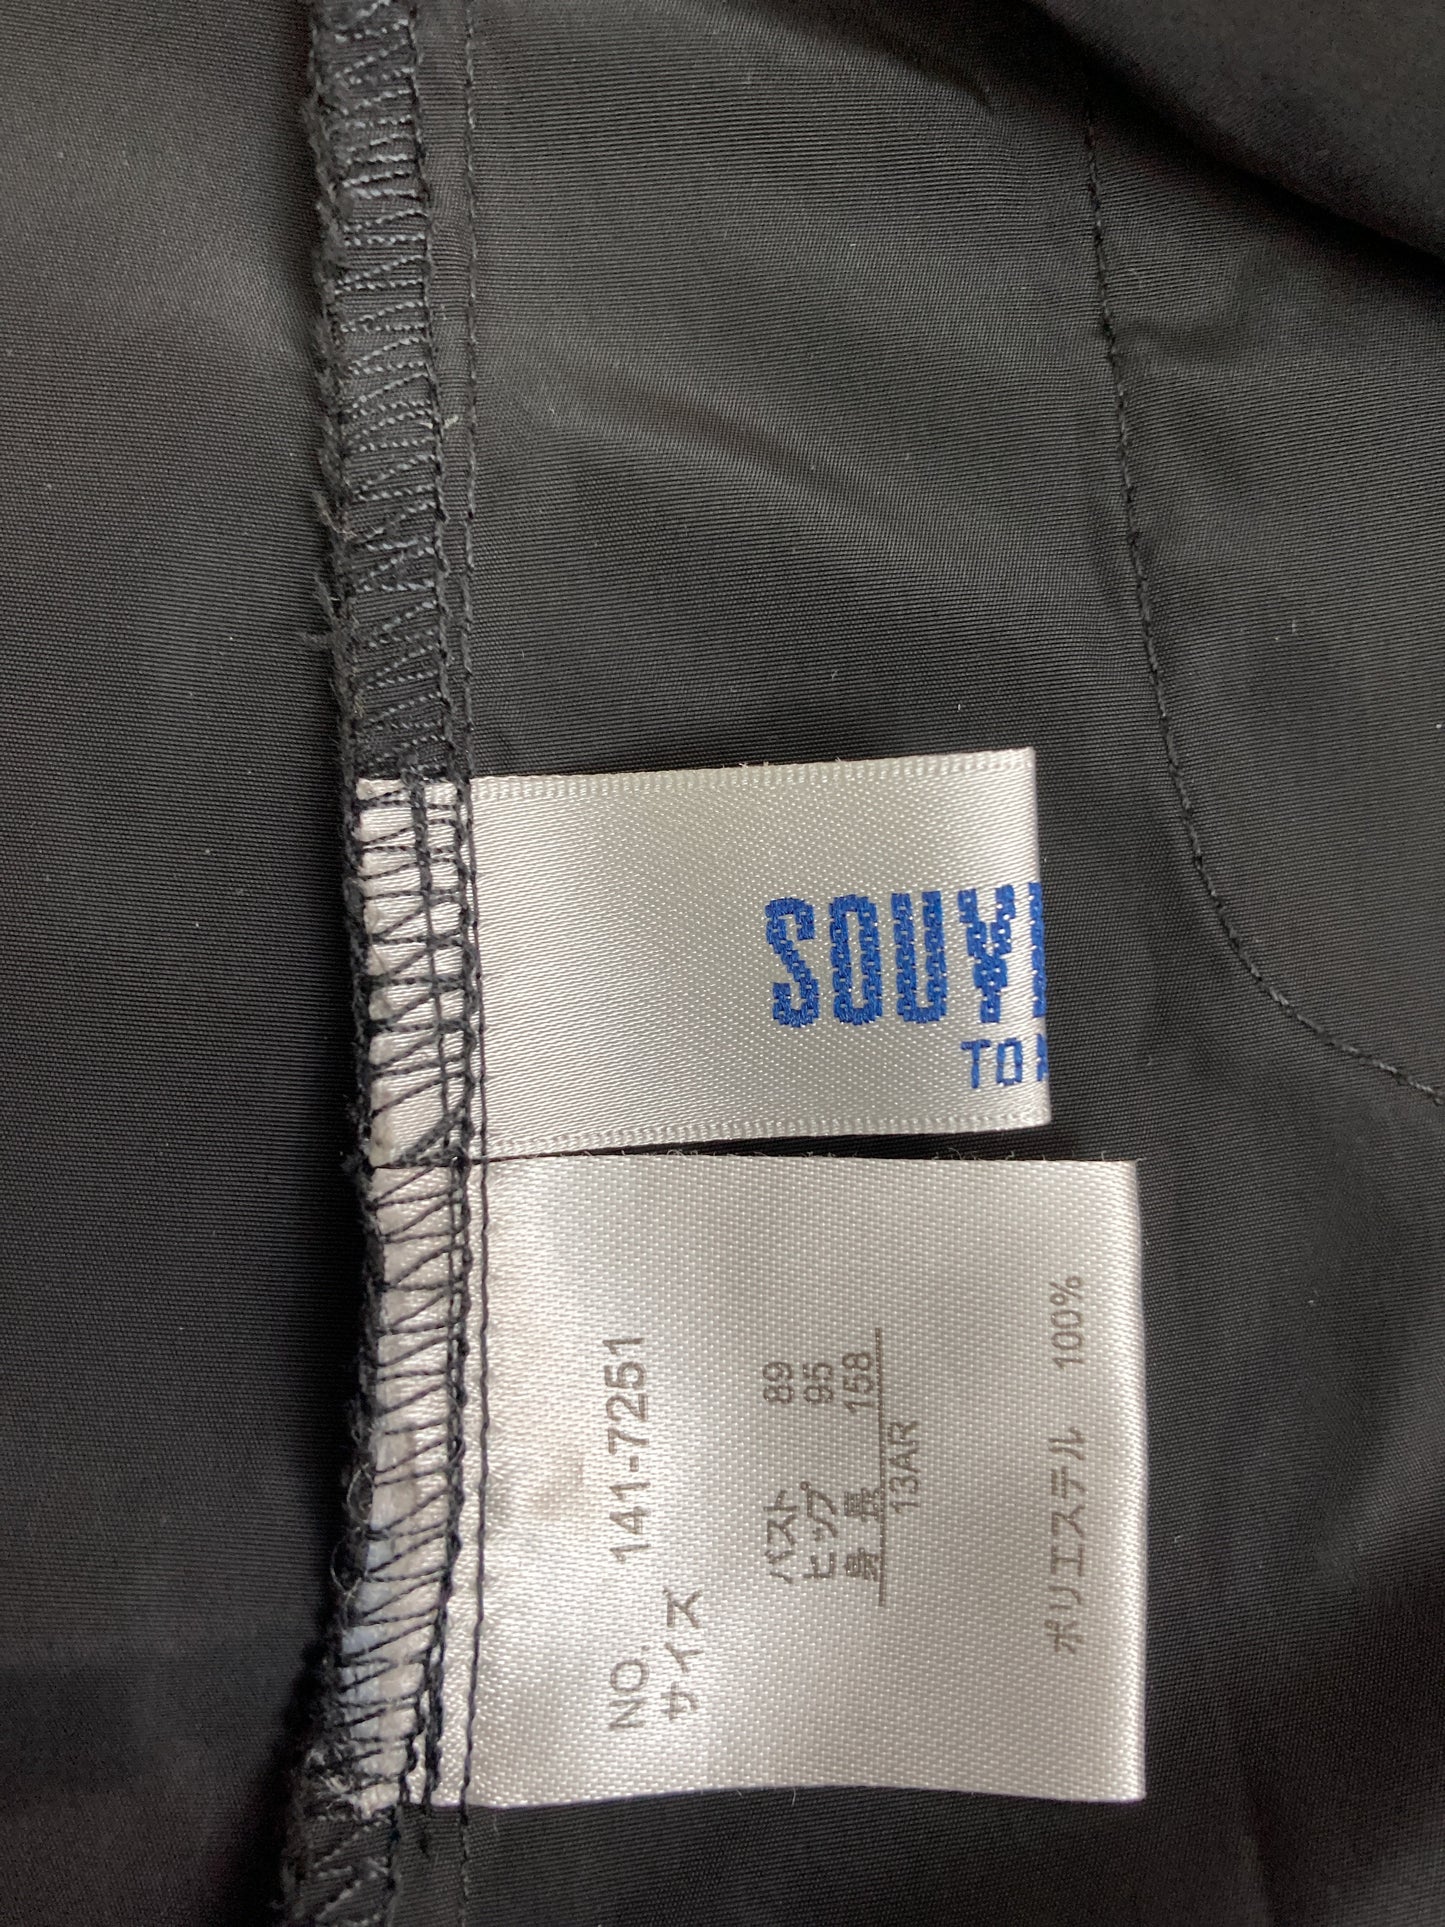 SOUY
TO
NO. 141-7251
サイズ
バスト 89
ヒップ 95
身長 158
13AR
ポリエステル 100%